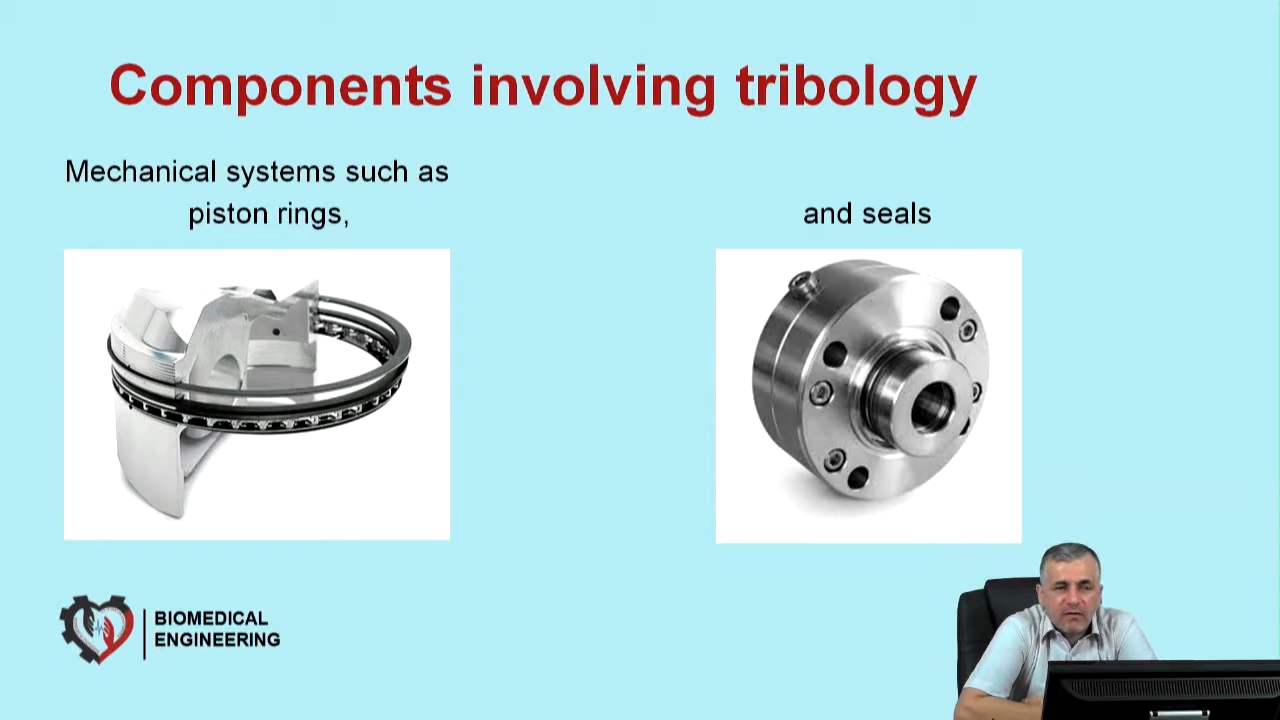 Components involving tribology
Mechanical systems such as
piston rings,
and seals
BIOMEDICAL
ENGINEERING